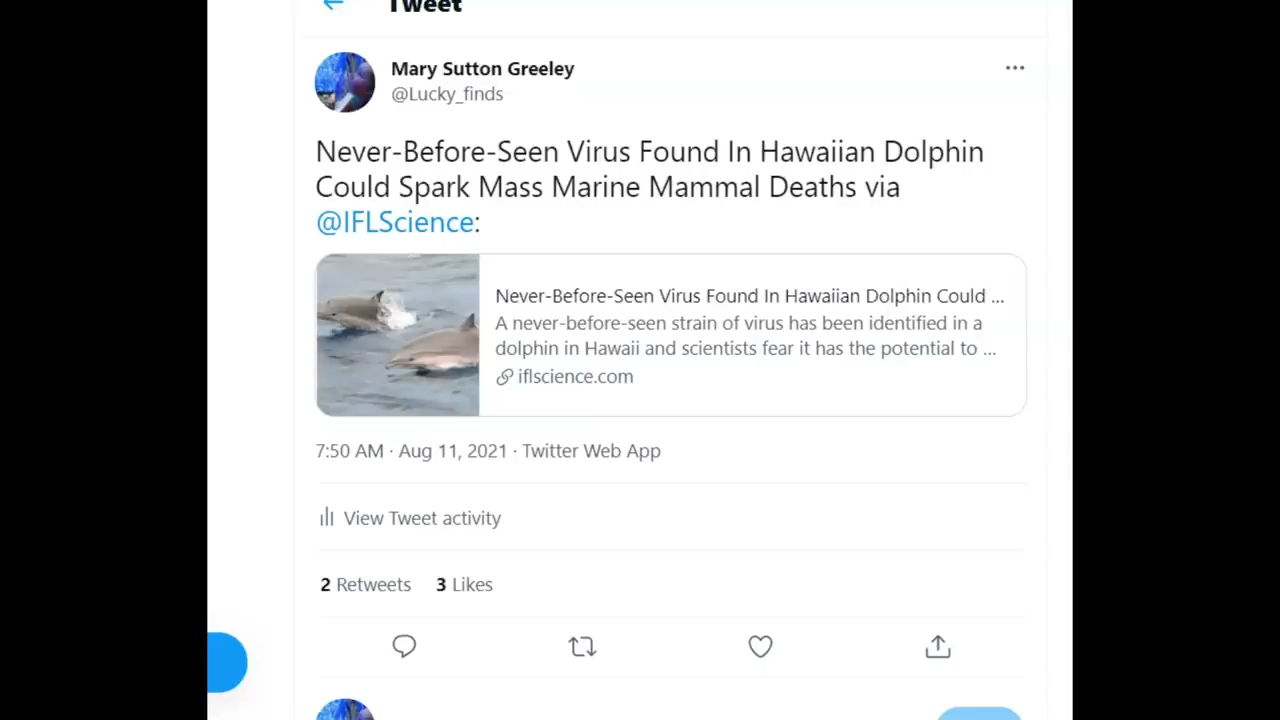 Tweet
Mary Sutton Greeley
@Lucky_finds
Never-Before-Seen Virus Found In Hawaiian Dolphin
Could Spark Mass Marine Mammal Deaths via
@IFLScience:
Never-Before-Seen Virus Found In Hawaiian Dolphin Could ...
A never-before-seen strain of virus has been identified in a
dolphin in Hawaii and scientists fear it has the potential to ...
iflscience.com
7:50 AM · Aug 11, 2021 · Twitter Web App
View Tweet activity
2 Retweets 3 Likes